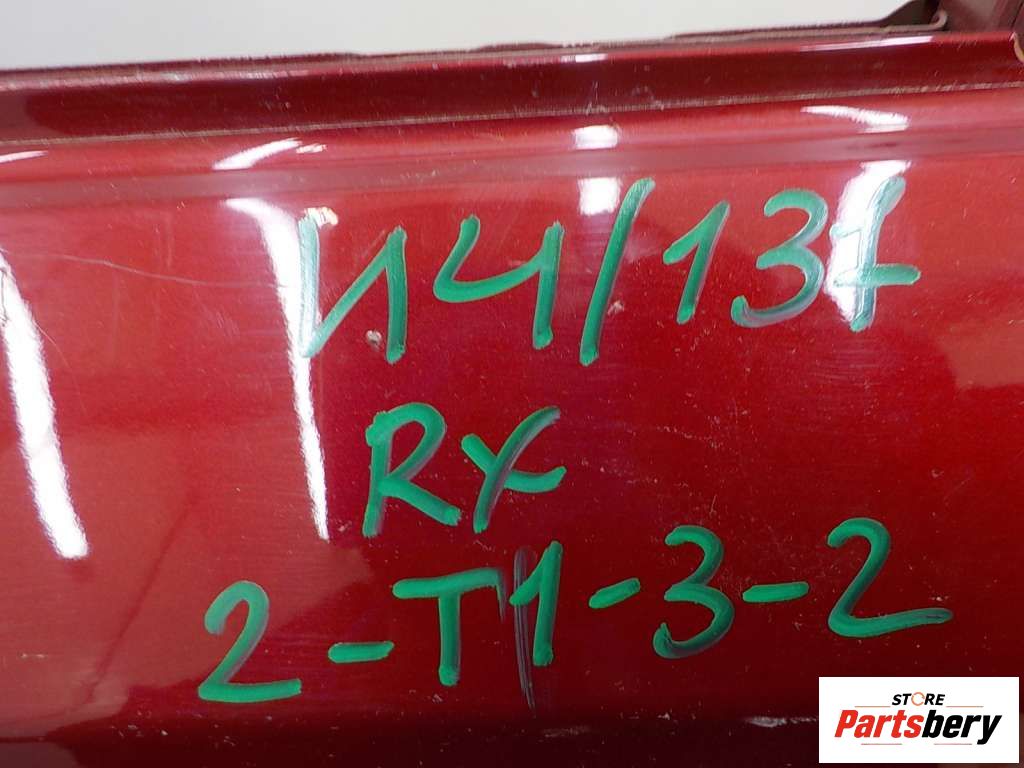 И4/137
RX
2-T1-3-2
STORE
Partsbery